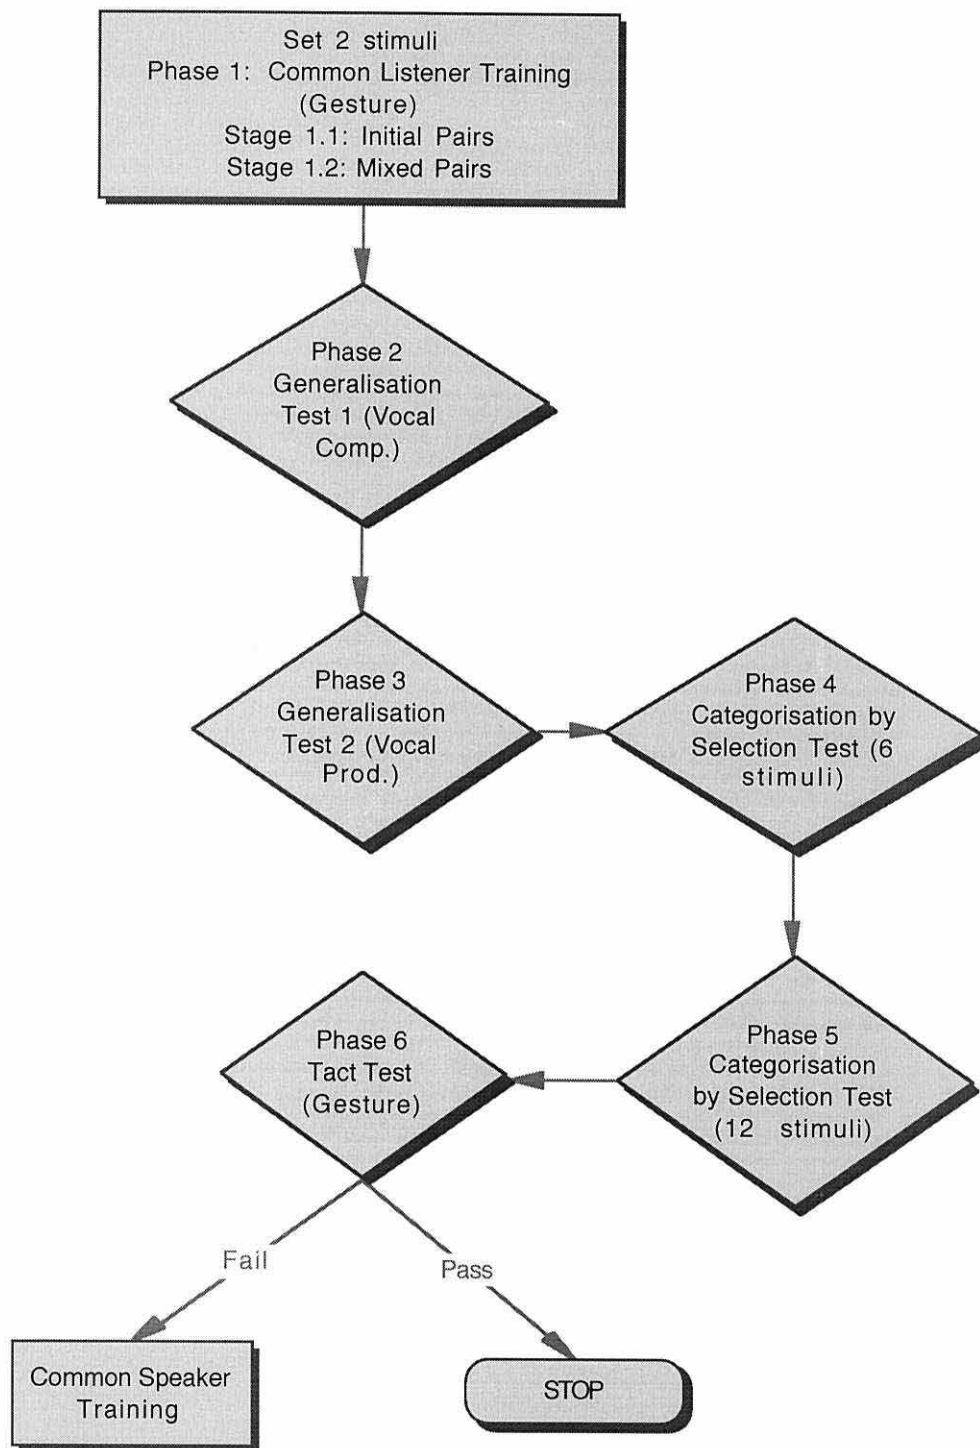 Set 2 stimuli
Phase 1: Common Listener Training
(Gesture)
Stage 1.1: Initial Pairs
Stage 1.2: Mixed Pairs
Phase 2
Generalisation
Test 1 (Vocal
Comp.)
Phase 3
Generalisation
Test 2 (Vocal
Prod.)
Phase 4
Categorisation by
Selection Test (6
stimuli)
Phase 5
Categorisation
by Selection Test
(12 stimuli)
Phase 6
Tact Test
(Gesture)
Fail
Pass
Common Speaker
Training
STOP